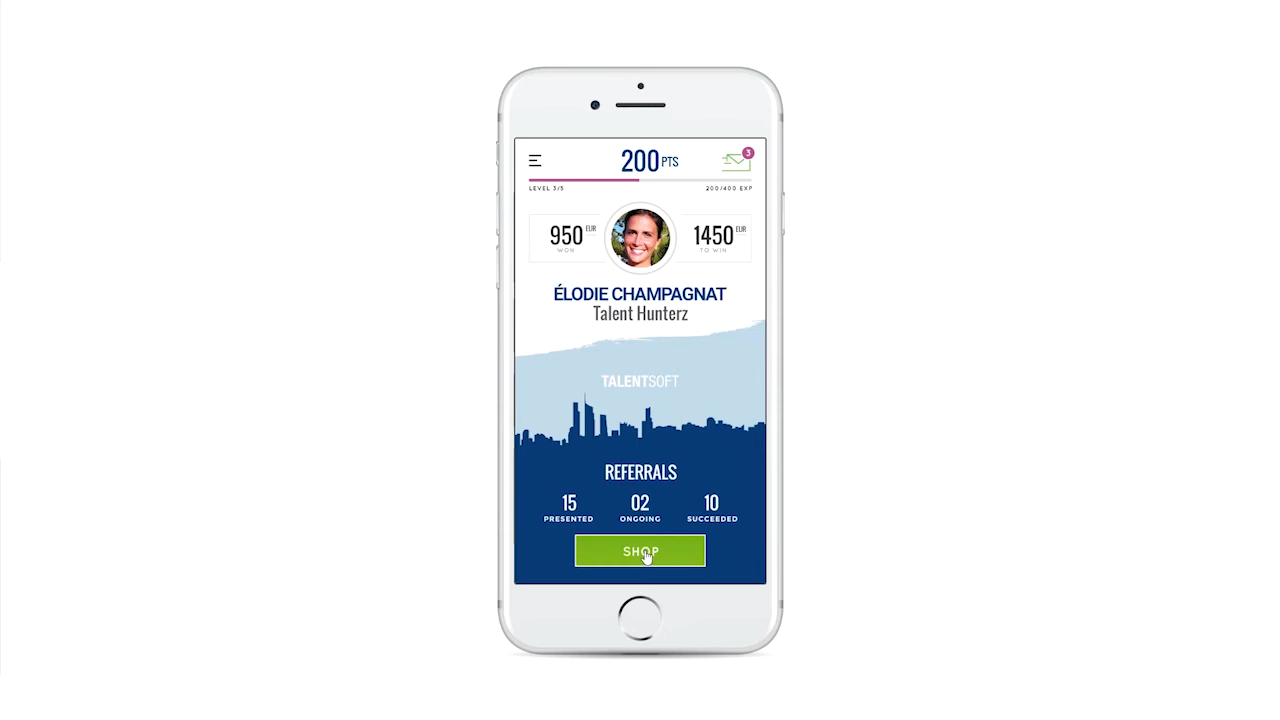 200 PTS
3
LEVEL 3/5
200/400 EXP
950 EUR
WON
1450 EUR
TO WIN
ÉLODIE CHAMPAGNAT
Talent Hunterz
TALENTSOFT
REFERRALS
15 02 10
PRESENTED ONGOING SUCCEEDED
SHOP